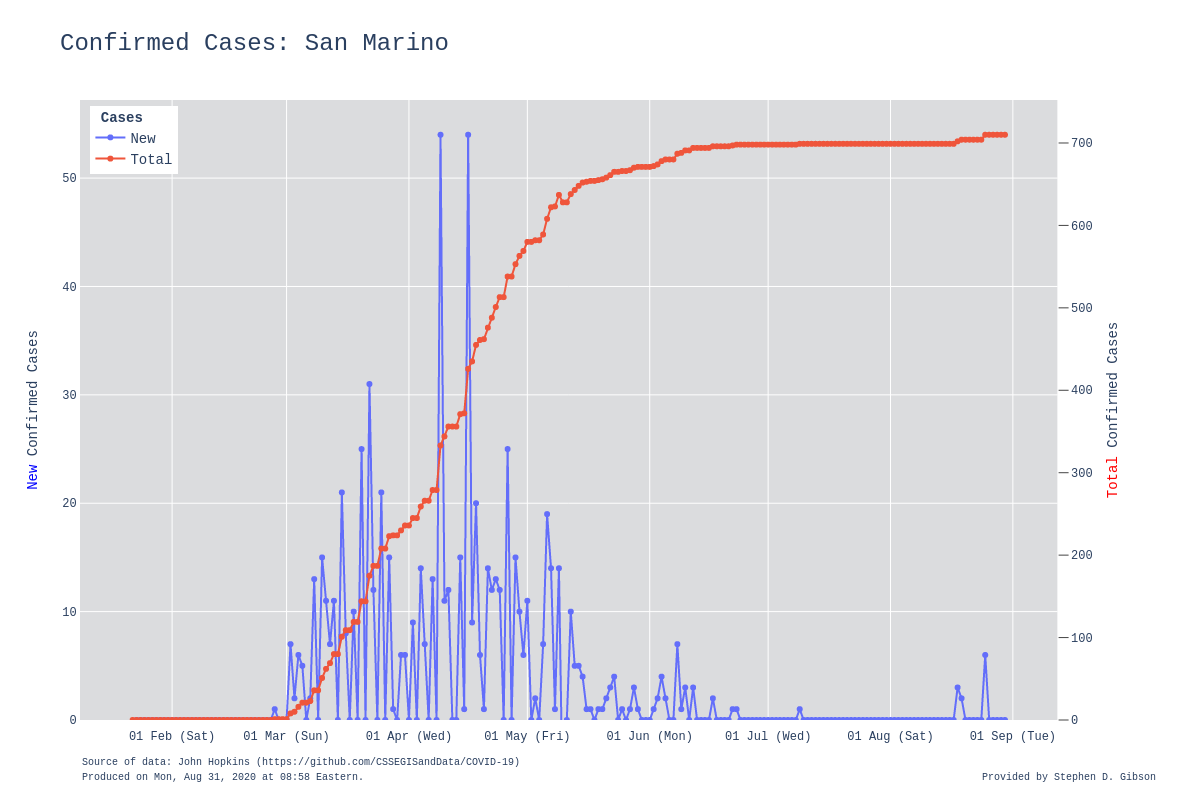 Confirmed Cases: San Marino
Cases
New
Total
50
40
30
20
10
0
700
600
500
400
300
200
100
0
New Confirmed Cases
Total Confirmed Cases
01 Feb (Sat) 01 Mar (Sun) 01 Apr (Wed) 01 May (Fri) 01 Jun (Mon) 01 Jul (Wed) 01 Aug (Sat) 01 Sep (Tue)
Source of data: John Hopkins (https://github.com/CSSEGISandData/COVID-19)
Produced on Mon, Aug 31, 2020 at 08:58 Eastern.
Provided by Stephen D. Gibson